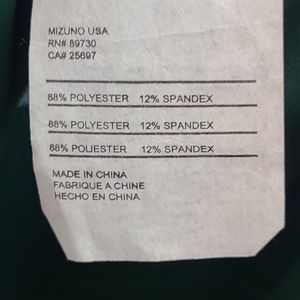 MIZUNO USA
RN# 89730
CA# 25697
88% POLYESTER 12% SPANDEX
88% POLYESTER 12% SPANDEX
88% POLIESTER 12% SPANDEX
MADE IN CHINA
FABRIQUE A CHINE
HECHO EN CHINA